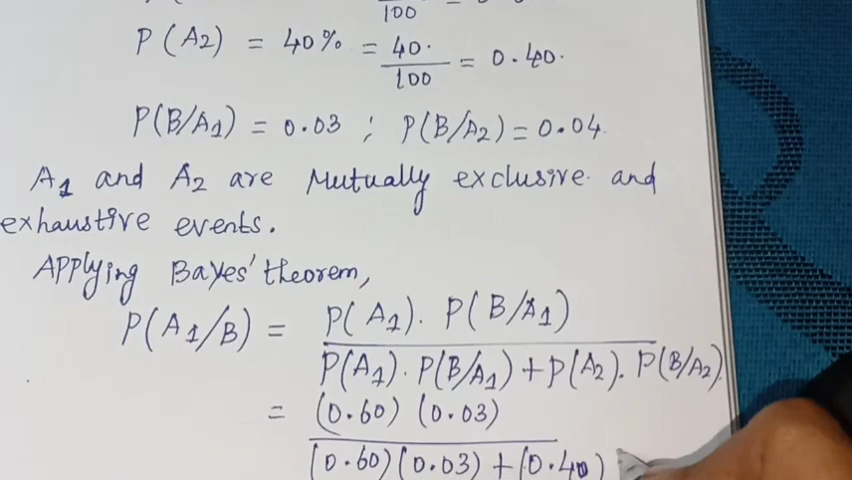 100
P(A2) = 40% = 40. = 0.40.
100
P(B/A1) = 0.03 ; P(B/A2) = 0.04.
A1 and A2 are Mutually exclusive and
exhaustive events.
APPlying Bayes' theorem,
P(A1/B) = P(A1). P(B/A1)
P(A1). P(B/A1) + P(A2). P(B/A2)
= (0.60) (0.03)
(0.60) (0.03) + (0.40)